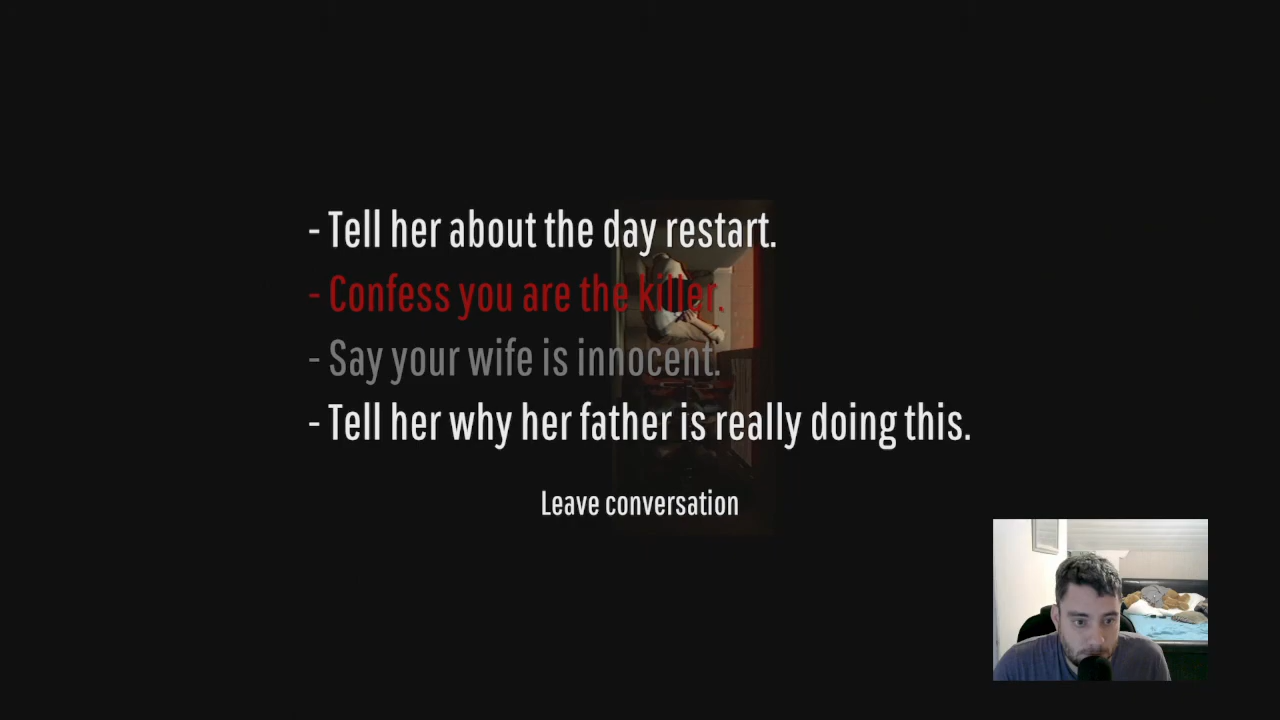 - Tell her about the day restart.
- Confess you are the killer.
- Say your wife is innocent.
- Tell her why her father is really doing this.
Leave conversation